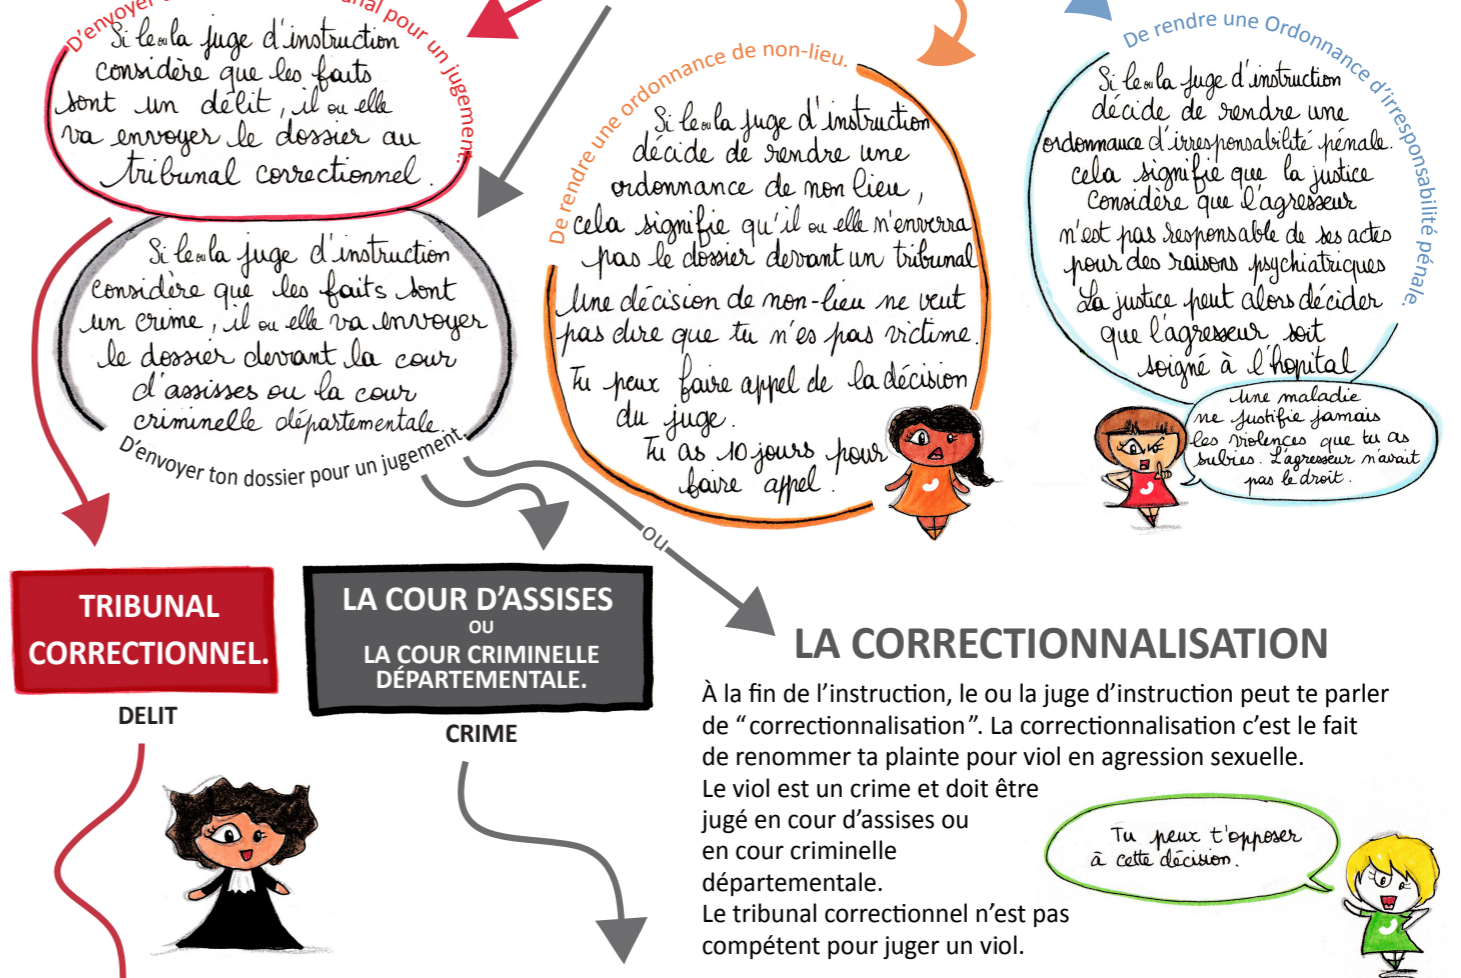 D'envoyer
nal pour un jugement.
Si le ou la juge d'instruction
considère que les faits
sont un délit, il ou elle
va envoyer le dossier au
tribunal correctionnel.
Si le ou la juge d'instruction
considère que les faits sont
un crime, il ou elle va envoyer
le dossier devant la cour
d'assisses ou la cour
criminelle départementale.
D'envoyer ton dossier pour un jugement.
De rendre une ordonnance de non-lieu.
Si le ou la juge d'instruction
décide de rendre une
ordonnance de non lieu,
cela signifie qu'il ou elle n'enverra
pas le dossier devant un tribunal
Une décision de non-lieu ne veut
pas dire que tu n'es pas victime.
Tu peux faire appel de la décision
du juge.
Tu as 10 jours pour
faire appel.
De rendre une Ordonnance d'irresponsabilité pénale.
Si le ou la juge d'instruction
décide de rendre une
ordonnance d'irresponsabilité pénale.
cela signifie que la justice
considère que l'agresseur
n'est pas responsable de ses actes
pour des raisons psychiatriques
La justice peut alors décider
que l'agresseur soit
soigné à l'hopital
Une maladie
ne justifie jamais
les violences que tu as
subies. L'agresseur n'avait
pas le droit.
ou
TRIBUNAL
CORRECTIONNEL.
DELIT
LA COUR D'ASSISES
OU
LA COUR CRIMINELLE
DÉPARTEMENTALE.
CRIME
LA CORRECTIONNALISATION
À la fin de l'instruction, le ou la juge d'instruction peut te parler
de "correctionnalisation". La correctionnalisation c'est le fait
de renommer ta plainte pour viol en agression sexuelle.
Le viol est un crime et doit être
jugé en cour d'assises ou
en cour criminelle
départementale.
Le tribunal correctionnel n'est pas
compétent pour juger un viol.
Tu peux t'opposer
à cette décision.